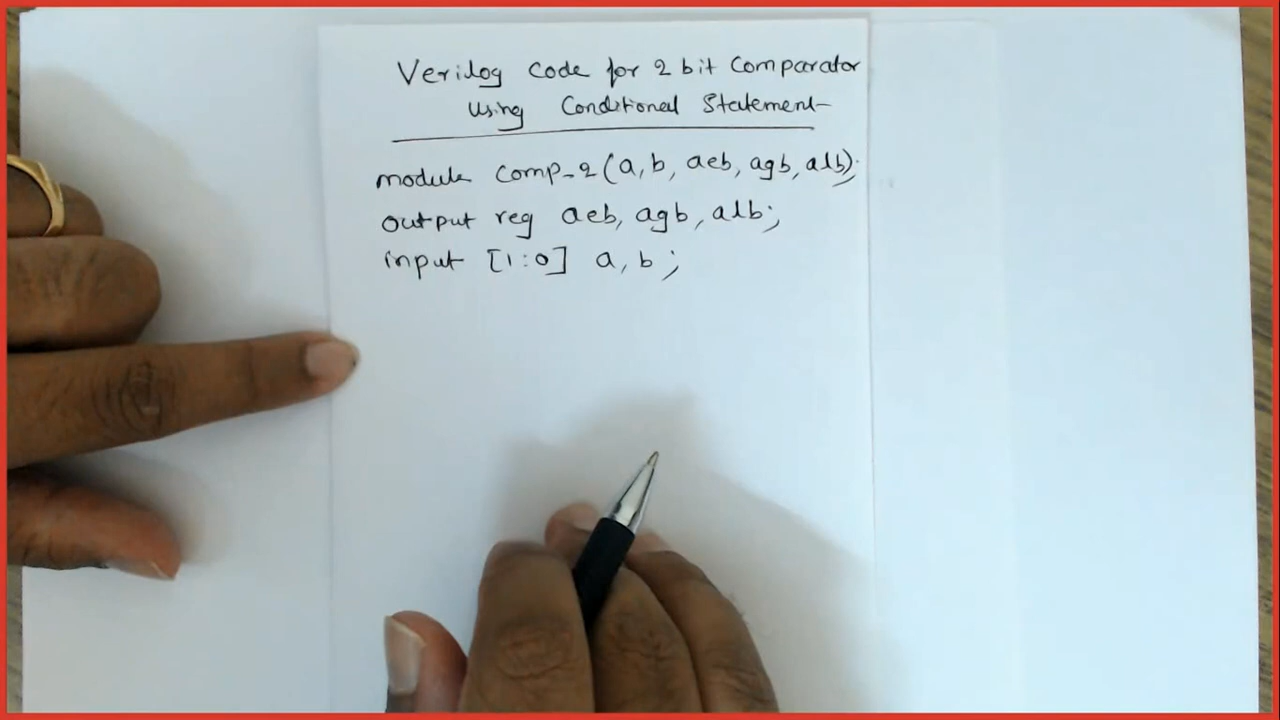 Verilog Code for 2 bit Comparator
Using Conditional Statement
module comp_2(a, b, aeb, agb, alb);
output reg aeb, agb, alb;
input [1:0] a, b;